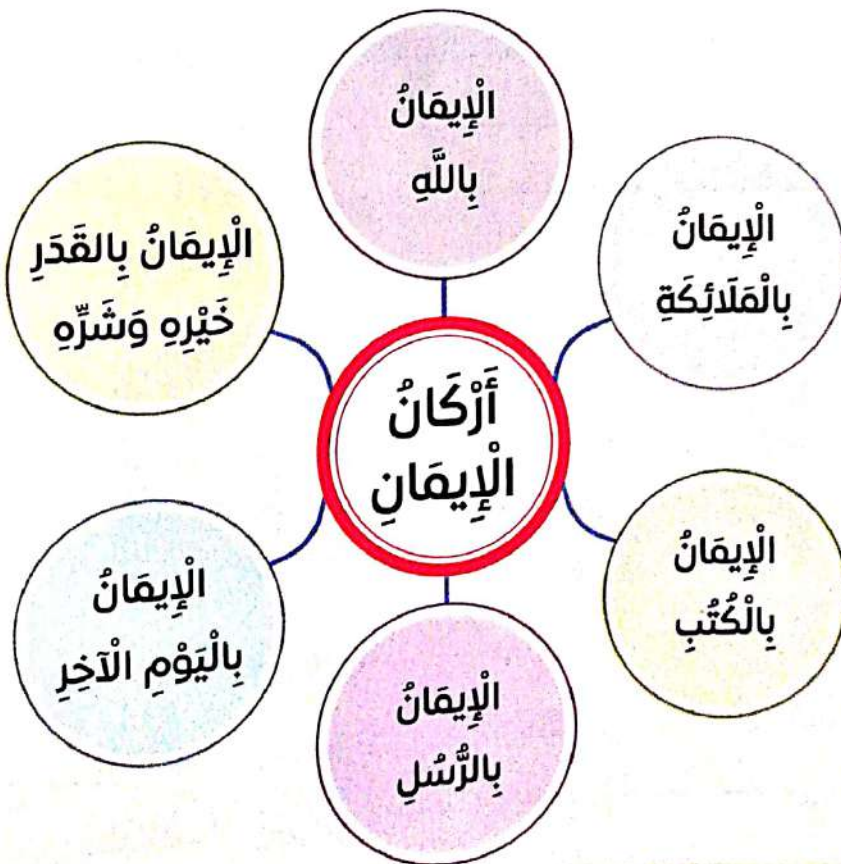 أَرْكَانُ
الْإِيمَانِ
الْإِيمَانُ
بِاللَّهِ
الْإِيمَانُ
بِالْمَلَائِكَةِ
الْإِيمَانُ
بِالْكُتُبِ
الْإِيمَانُ
بِالرُّسُلِ
الْإِيمَانُ
بِالْيَوْمِ الْآخِرِ
الْإِيمَانُ بِالقَدَرِ
خَيْرِهِ وَشَرِّهِ